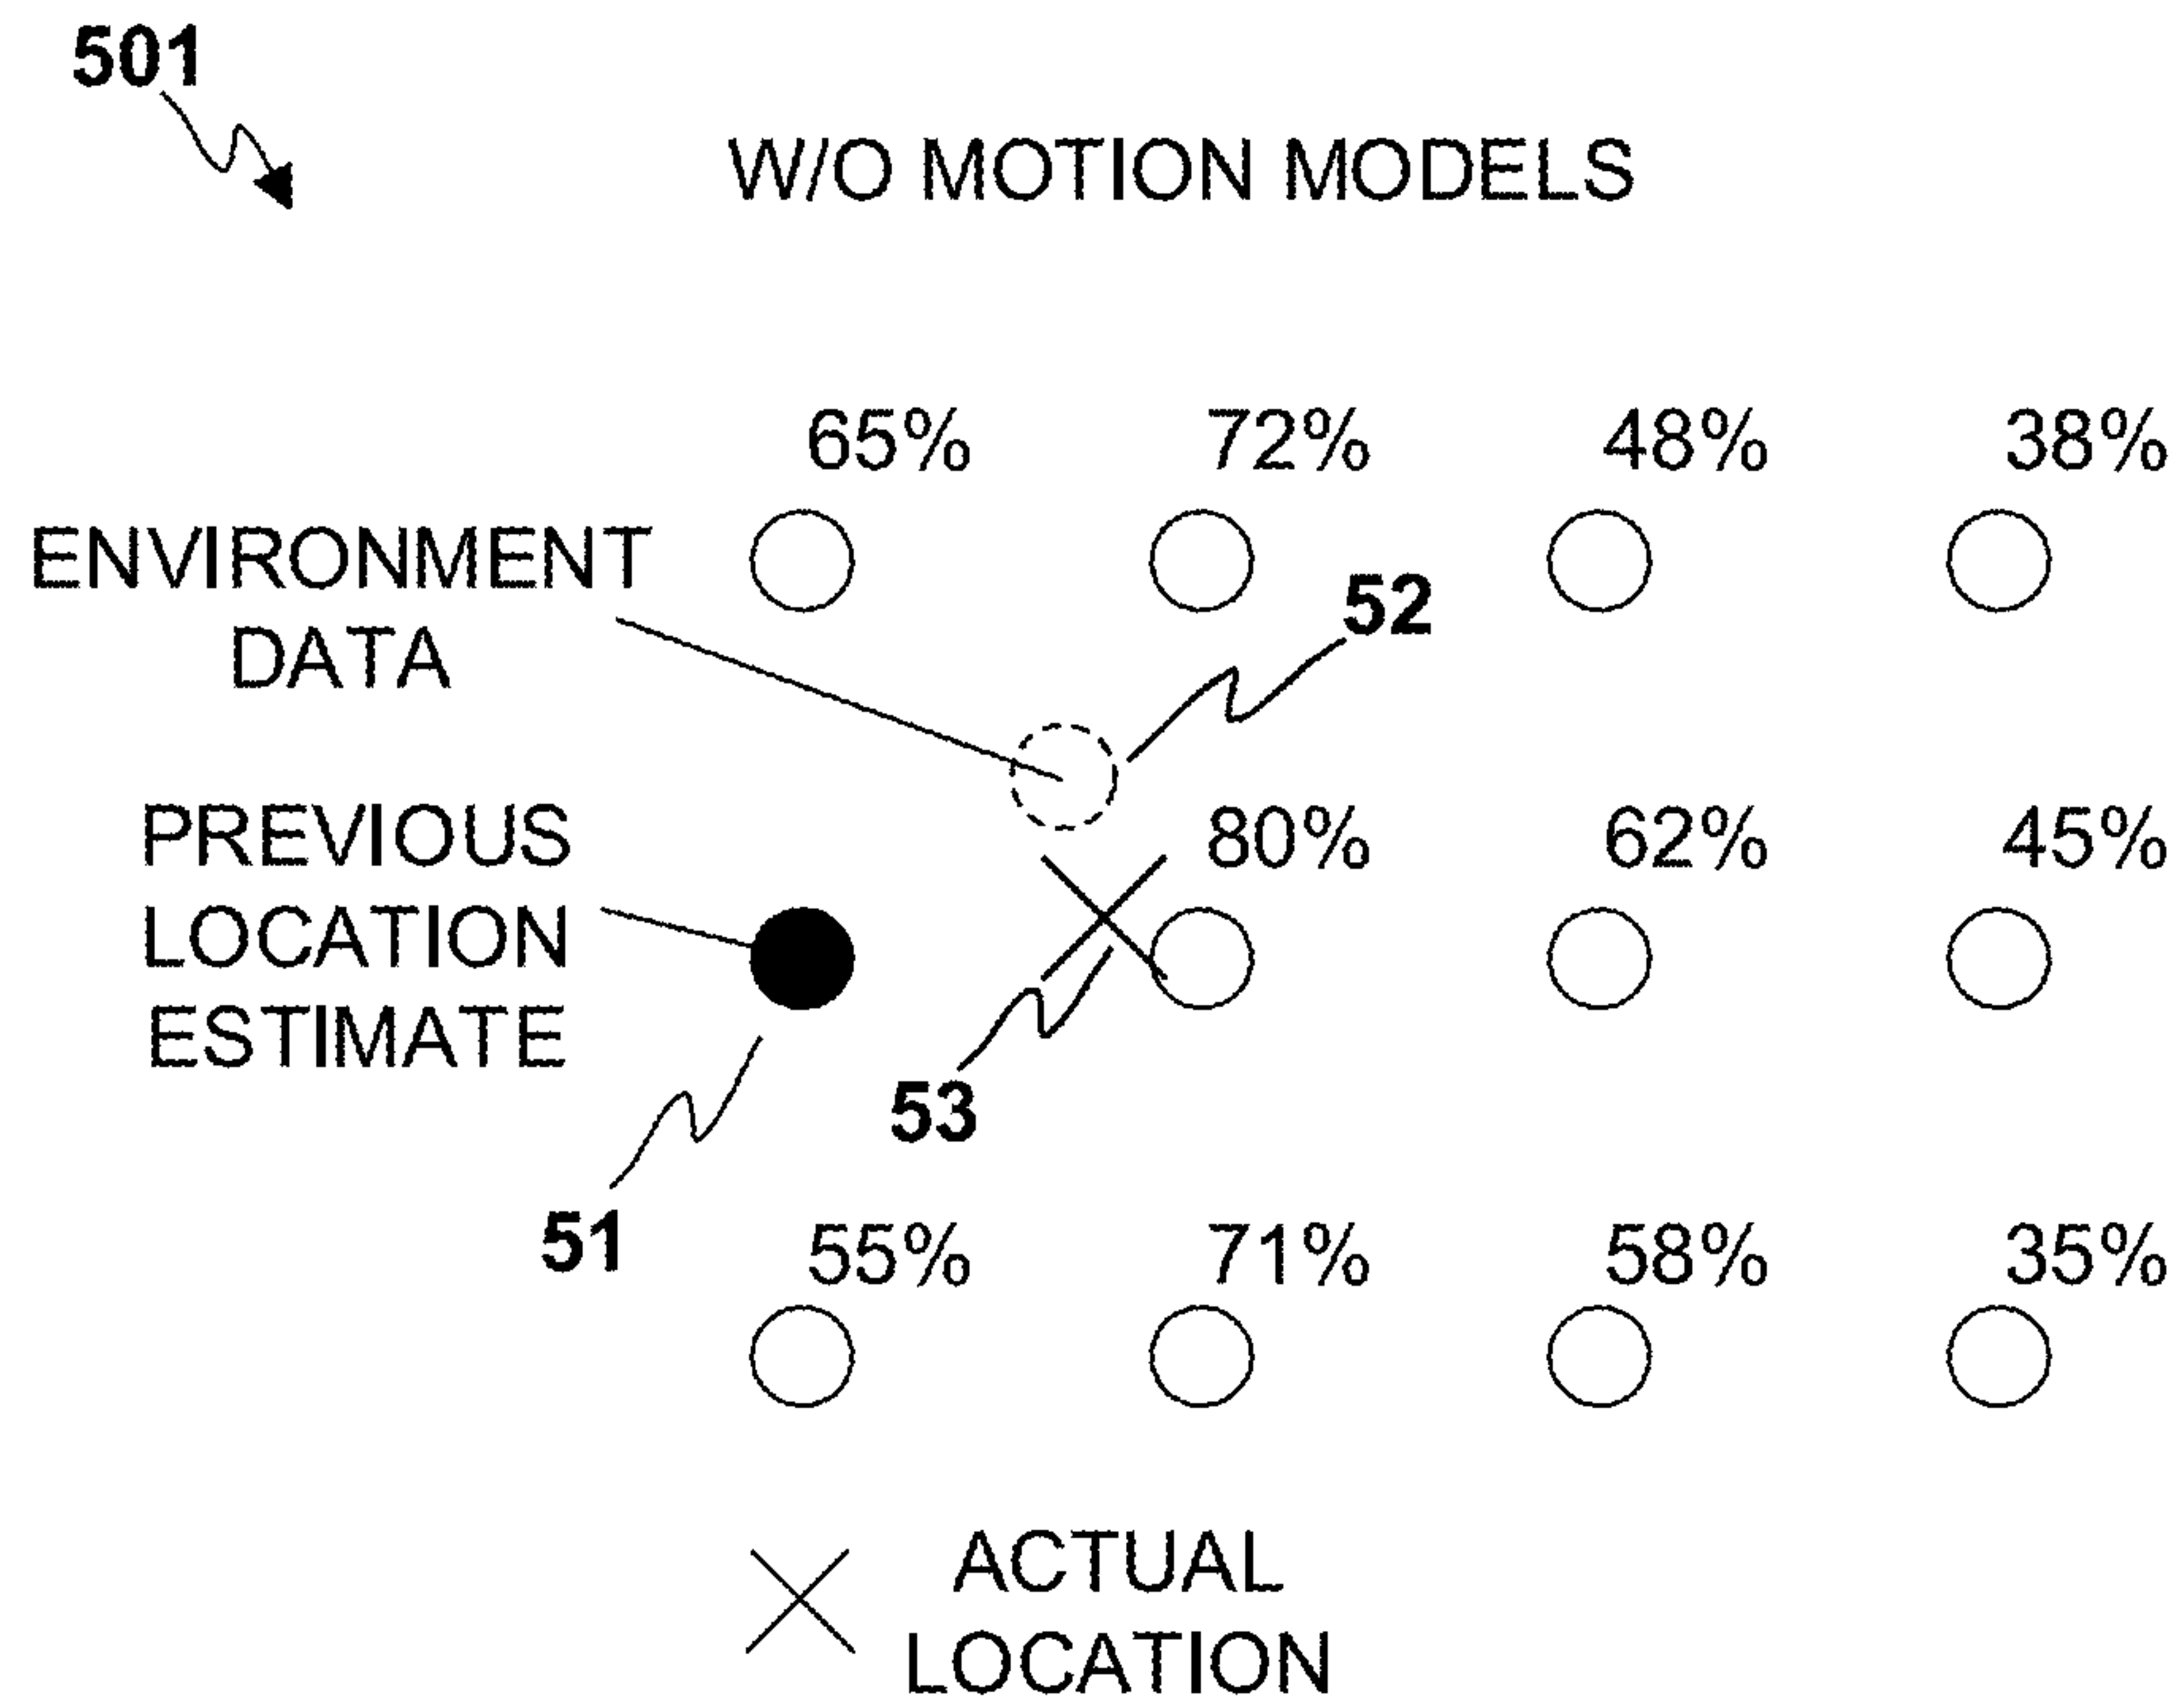 501
W/O MOTION MODELS
65% 72% 48% 38%
ENVIRONMENT
DATA
52
PREVIOUS
LOCATION
ESTIMATE
80% 62% 45%
53
51
55% 71% 58% 35%
ACTUAL
LOCATION